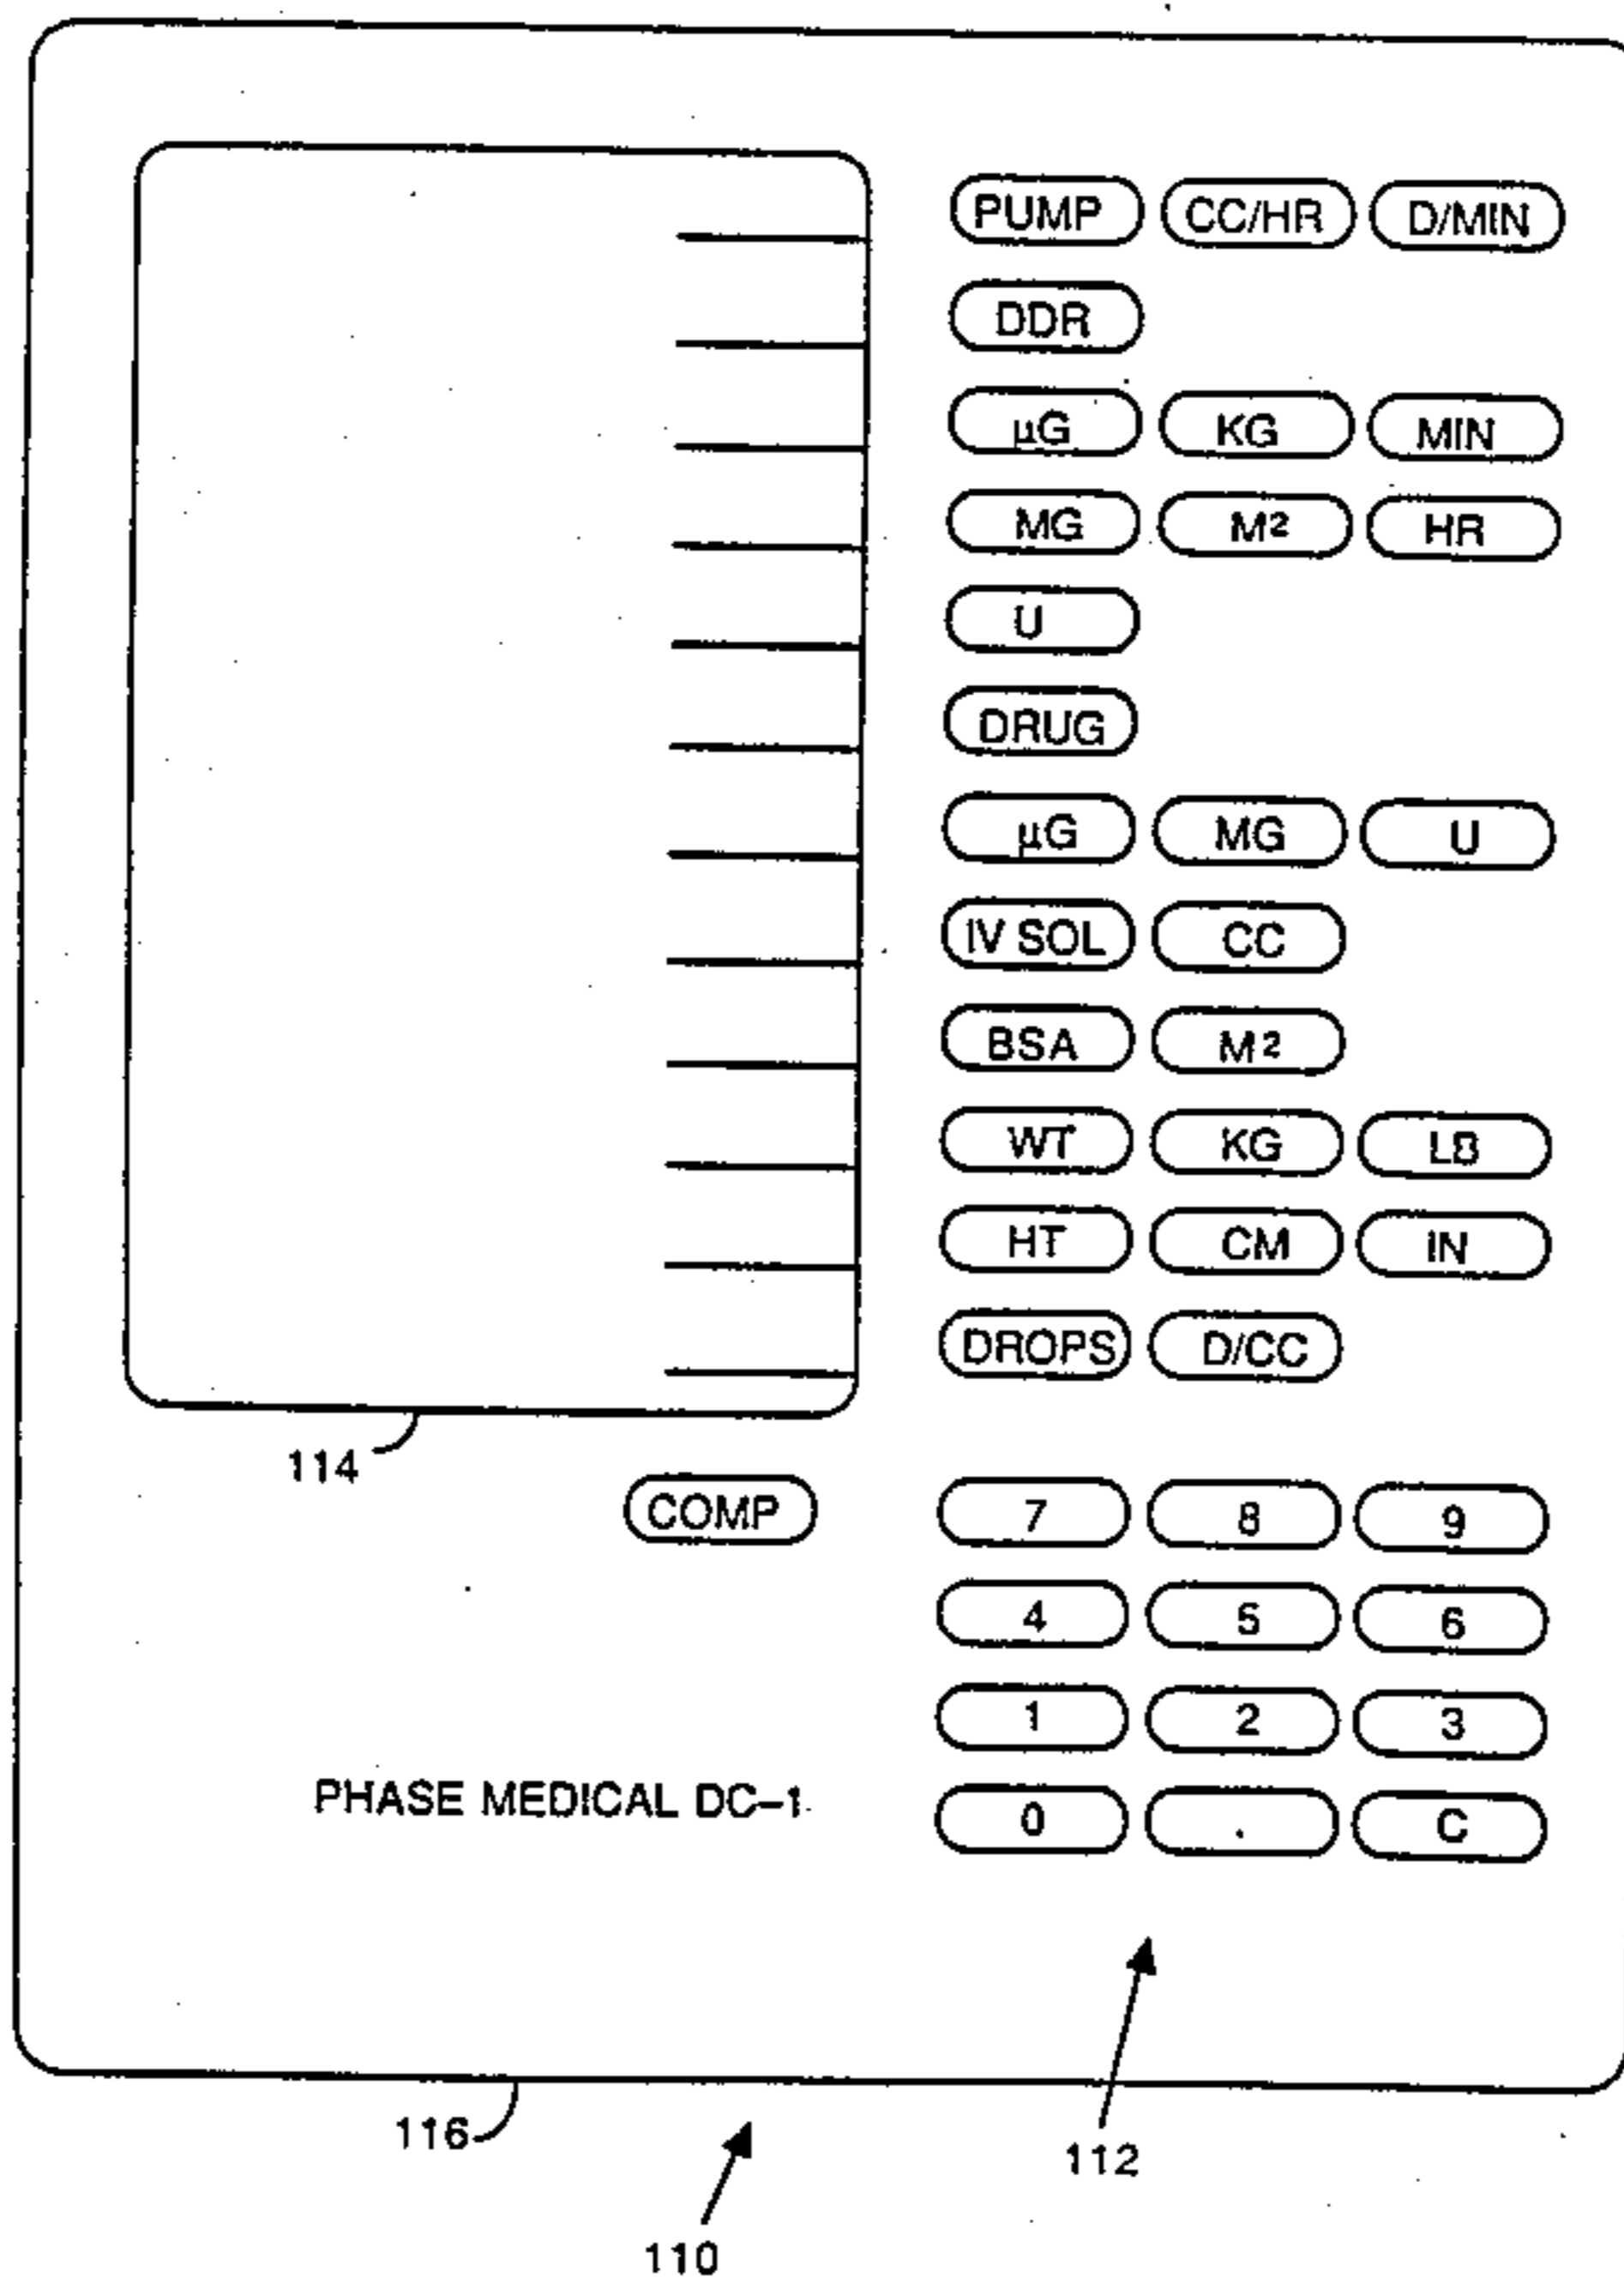 PUMP CC/HR D/MIN
DDR
µG KG MIN
MG M² HR
U
DRUG
µG MG U
IV SOL CC
BSA M²
WT KG LB
HT CM IN
DROPS D/CC
114
COMP 7 8 9
4 5 6
1 2 3
PHASE MEDICAL DC–1
0 . C
116
112
110